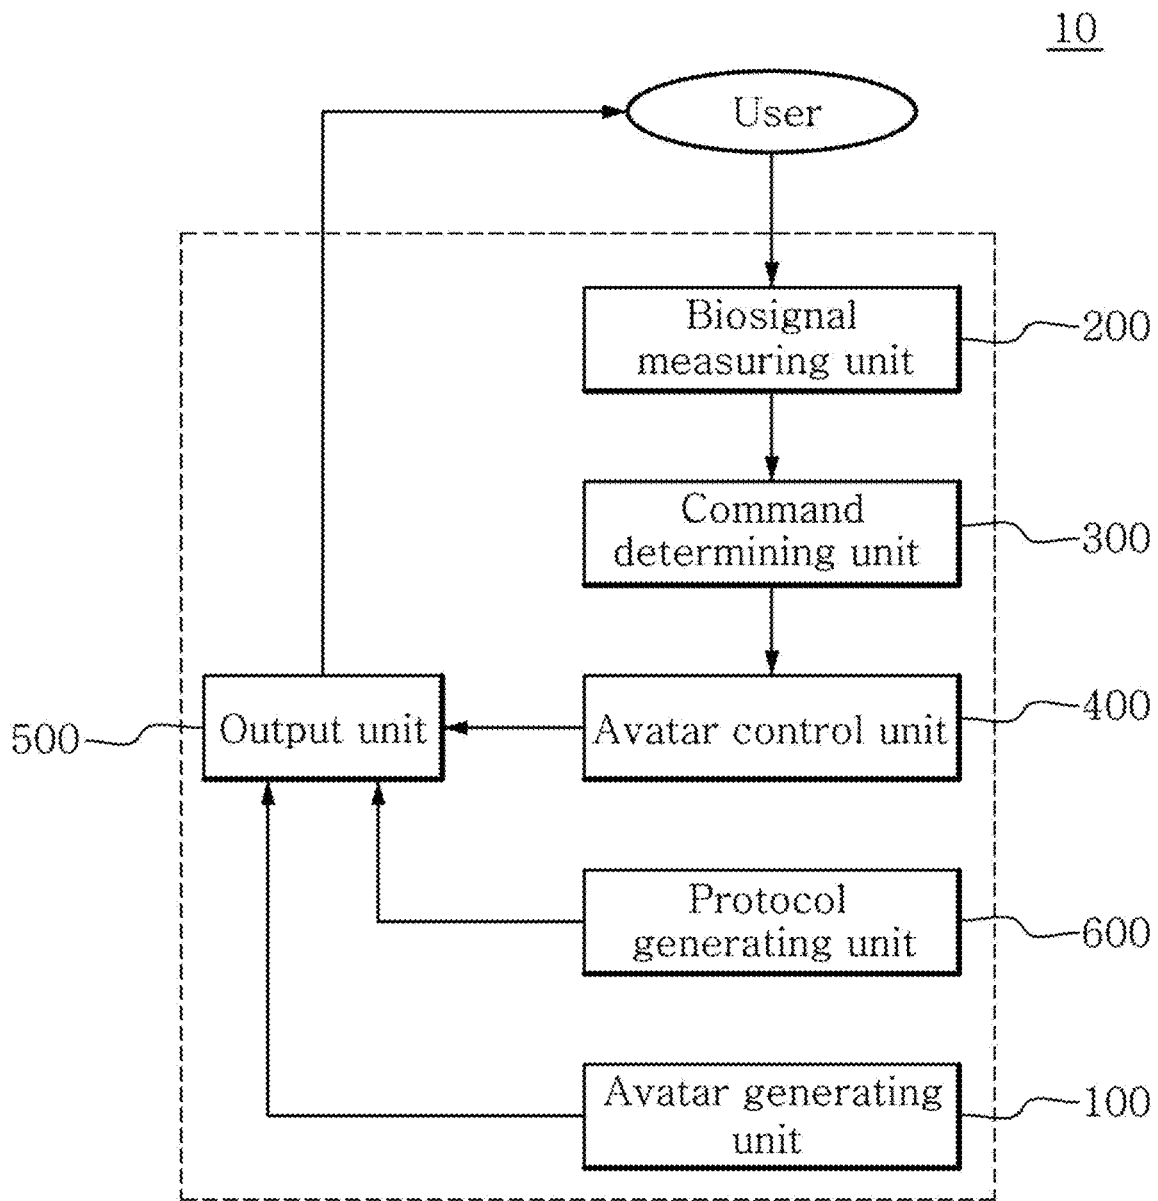 10
User
Biosignal
measuring unit
200
Command
determining unit
300
500
Output unit
Avatar control unit
400
Protocol
generating unit
600
Avatar generating
unit
100